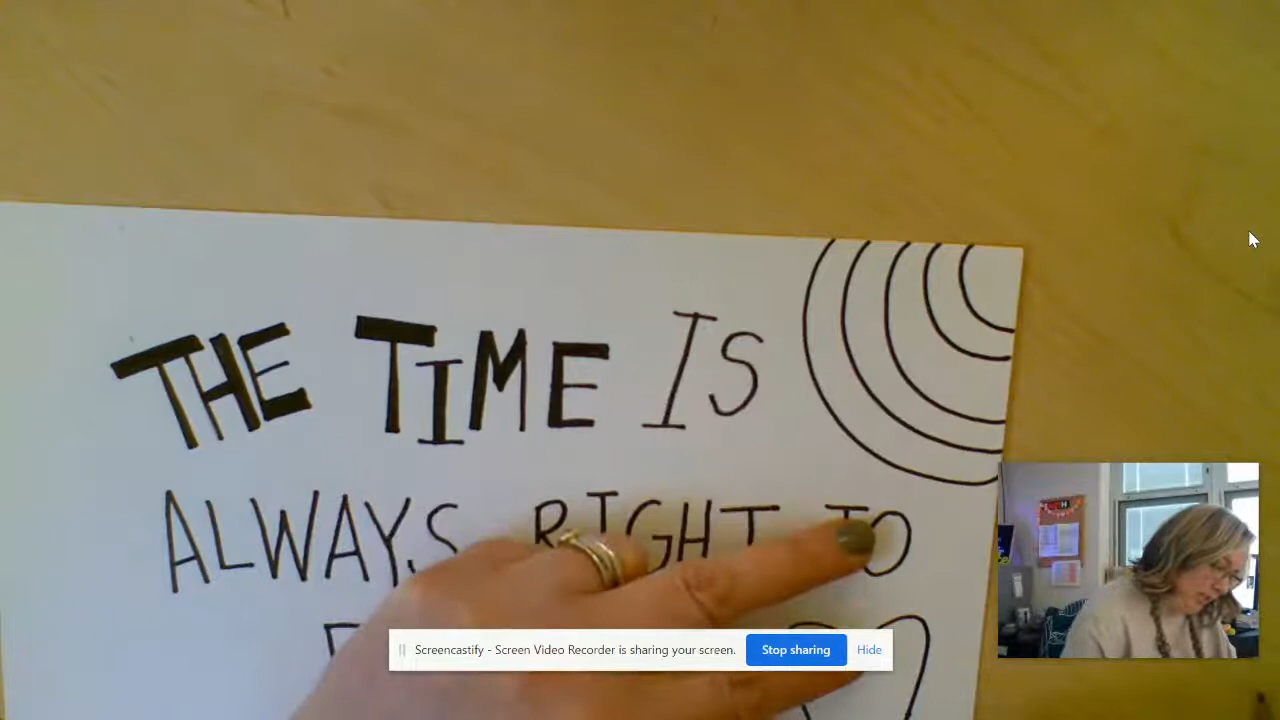 THE TIME IS
ALWAYS RIGHT TO
Screencastify - Screen Video Recorder is sharing your screen.
Stop sharing
Hide